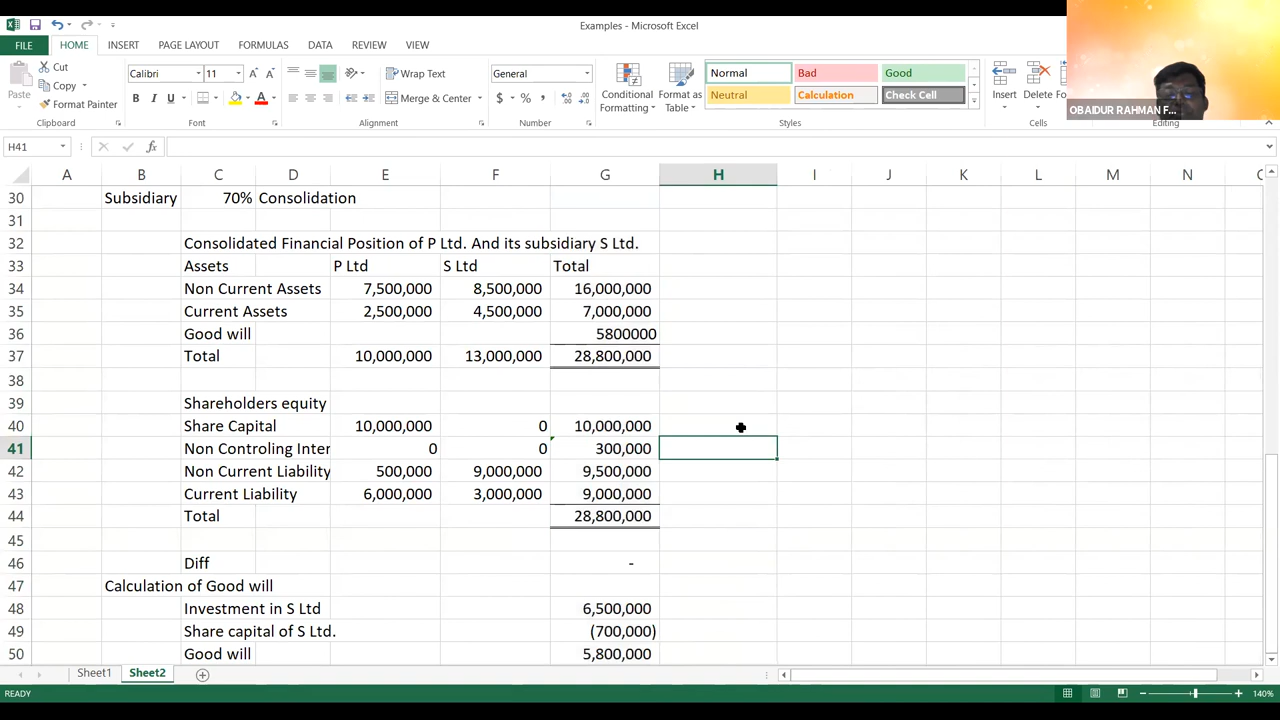 Examples - Microsoft Excel
FILE HOME INSERT PAGE LAYOUT FORMULAS DATA REVIEW VIEW
Cut
Copy
Format Painter
Paste
Clipboard
Calibri 11
B I U
Font
Wrap Text
Merge & Center
Alignment
General
$ % ,
Number
Conditional Formatting
Format as Table
Normal Bad Good
Neutral Calculation Check Cell
Styles
Insert Delete
Cells
Editing
OBAIDUR RAHMAN F...
H41
fx
A B C D E F G H I J K L M N
30 Subsidiary 70% Consolidation
31
32 Consolidated Financial Position of P Ltd. And its subsidiary S Ltd.
33 Assets P Ltd S Ltd Total
34 Non Current Assets 7,500,000 8,500,000 16,000,000
35 Current Assets 2,500,000 4,500,000 7,000,000
36 Good will 5800000
37 Total 10,000,000 13,000,000 28,800,000
38
39 Shareholders equity
40 Share Capital 10,000,000 0 10,000,000
41 Non Controling Inter 0 0 300,000
42 Non Current Liability 500,000 9,000,000 9,500,000
43 Current Liability 6,000,000 3,000,000 9,000,000
44 Total 28,800,000
45
46 Diff -
47 Calculation of Good will
48 Investment in S Ltd 6,500,000
49 Share capital of S Ltd. (700,000)
50 Good will 5,800,000
Sheet1 Sheet2
READY
140%